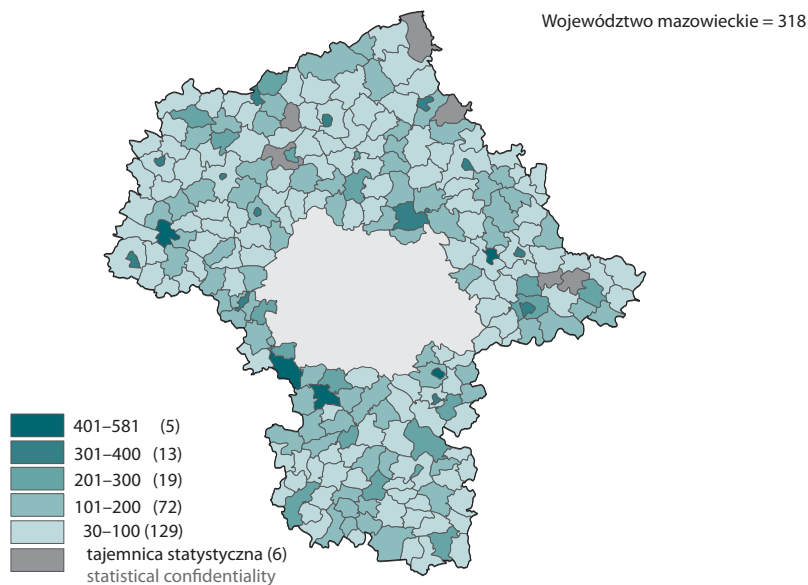 Województwo mazowieckie = 318
401–581 (5)
301–400 (13)
201–300 (19)
101–200 (72)
30–100 (129)
tajemnica statystyczna (6)
statistical confidentiality